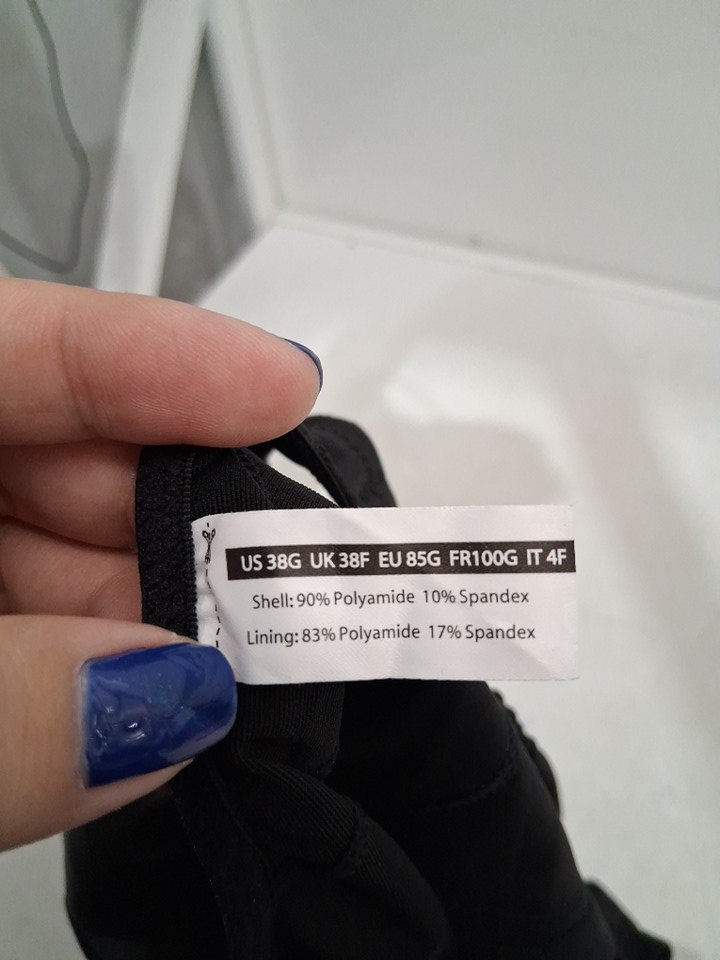 US 38G UK 38F EU 85G FR100G IT 4F
Shell: 90% Polyamide 10% Spandex
Lining: 83% Polyamide 17% Spandex